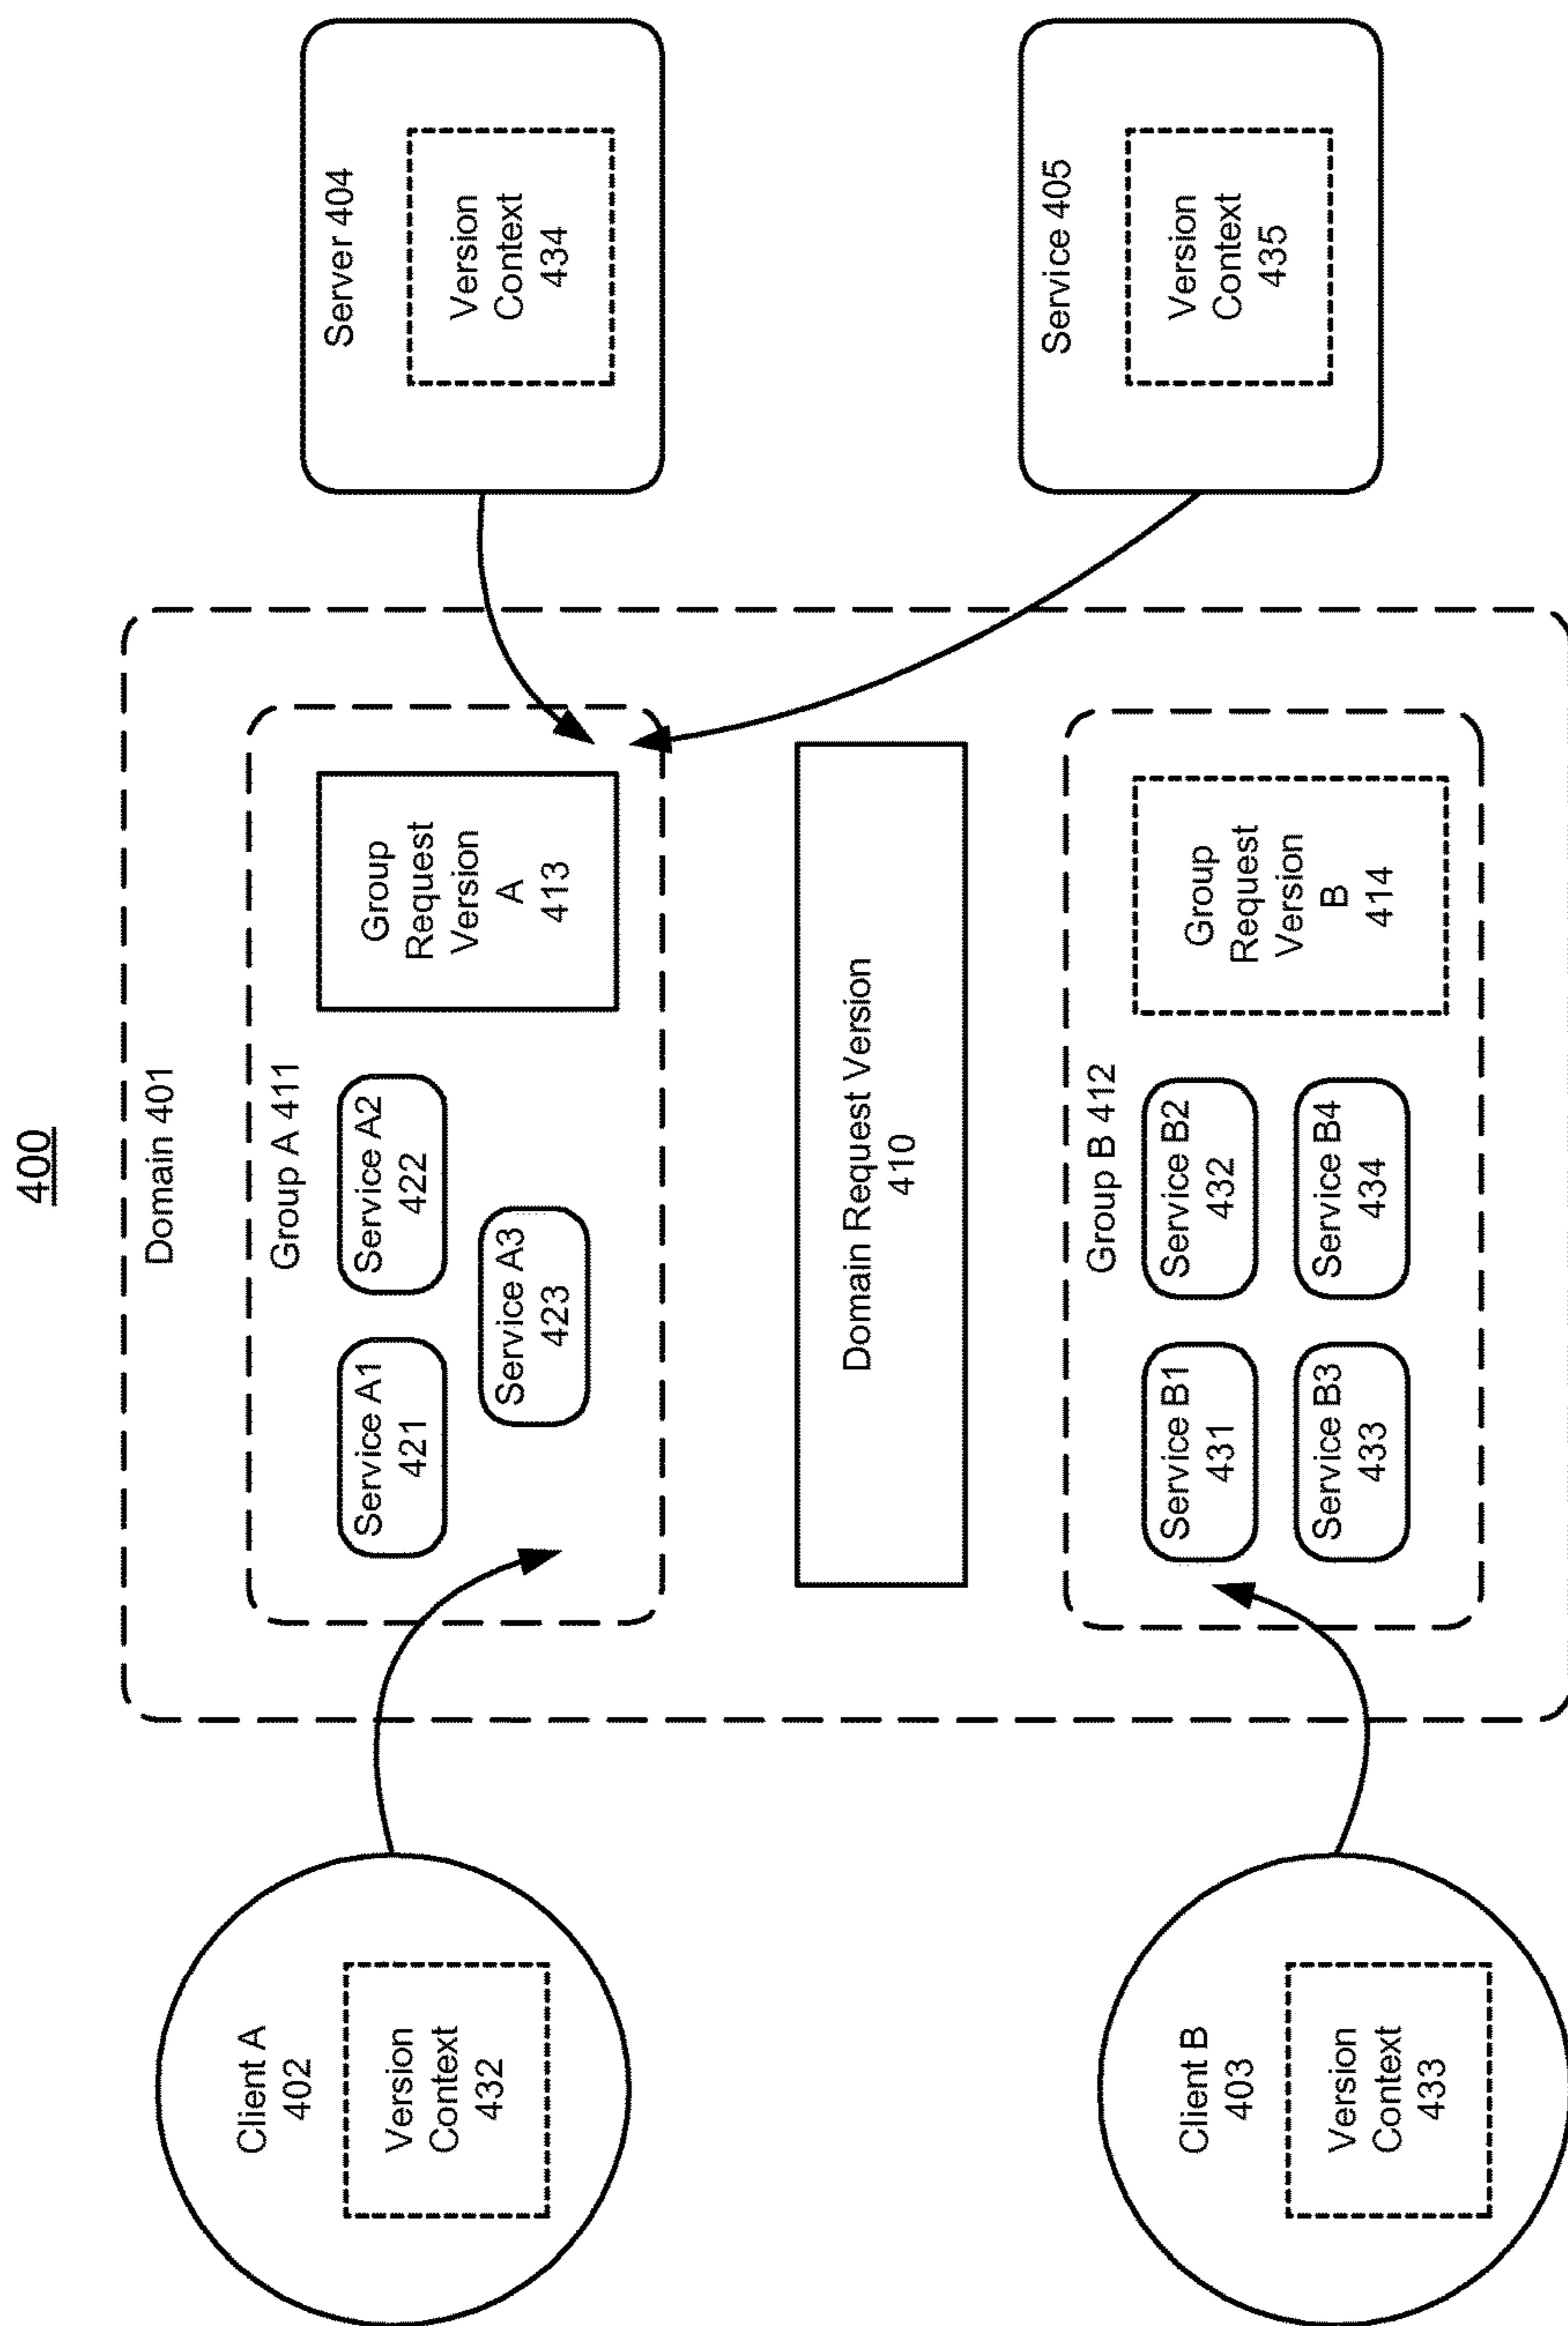 400
Domain 401
Client A
402
Version
Context
432
Group A 411
Service A1
421
Service A2
422
Service A3
423
Group
Request
Version
A
413
Server 404
Version
Context
434
Domain Request Version
410
Client B
403
Version
Context
433
Group B 412
Service B1
431
Service B2
432
Service B3
433
Service B4
434
Group
Request
Version
B
414
Service 405
Version
Context
435